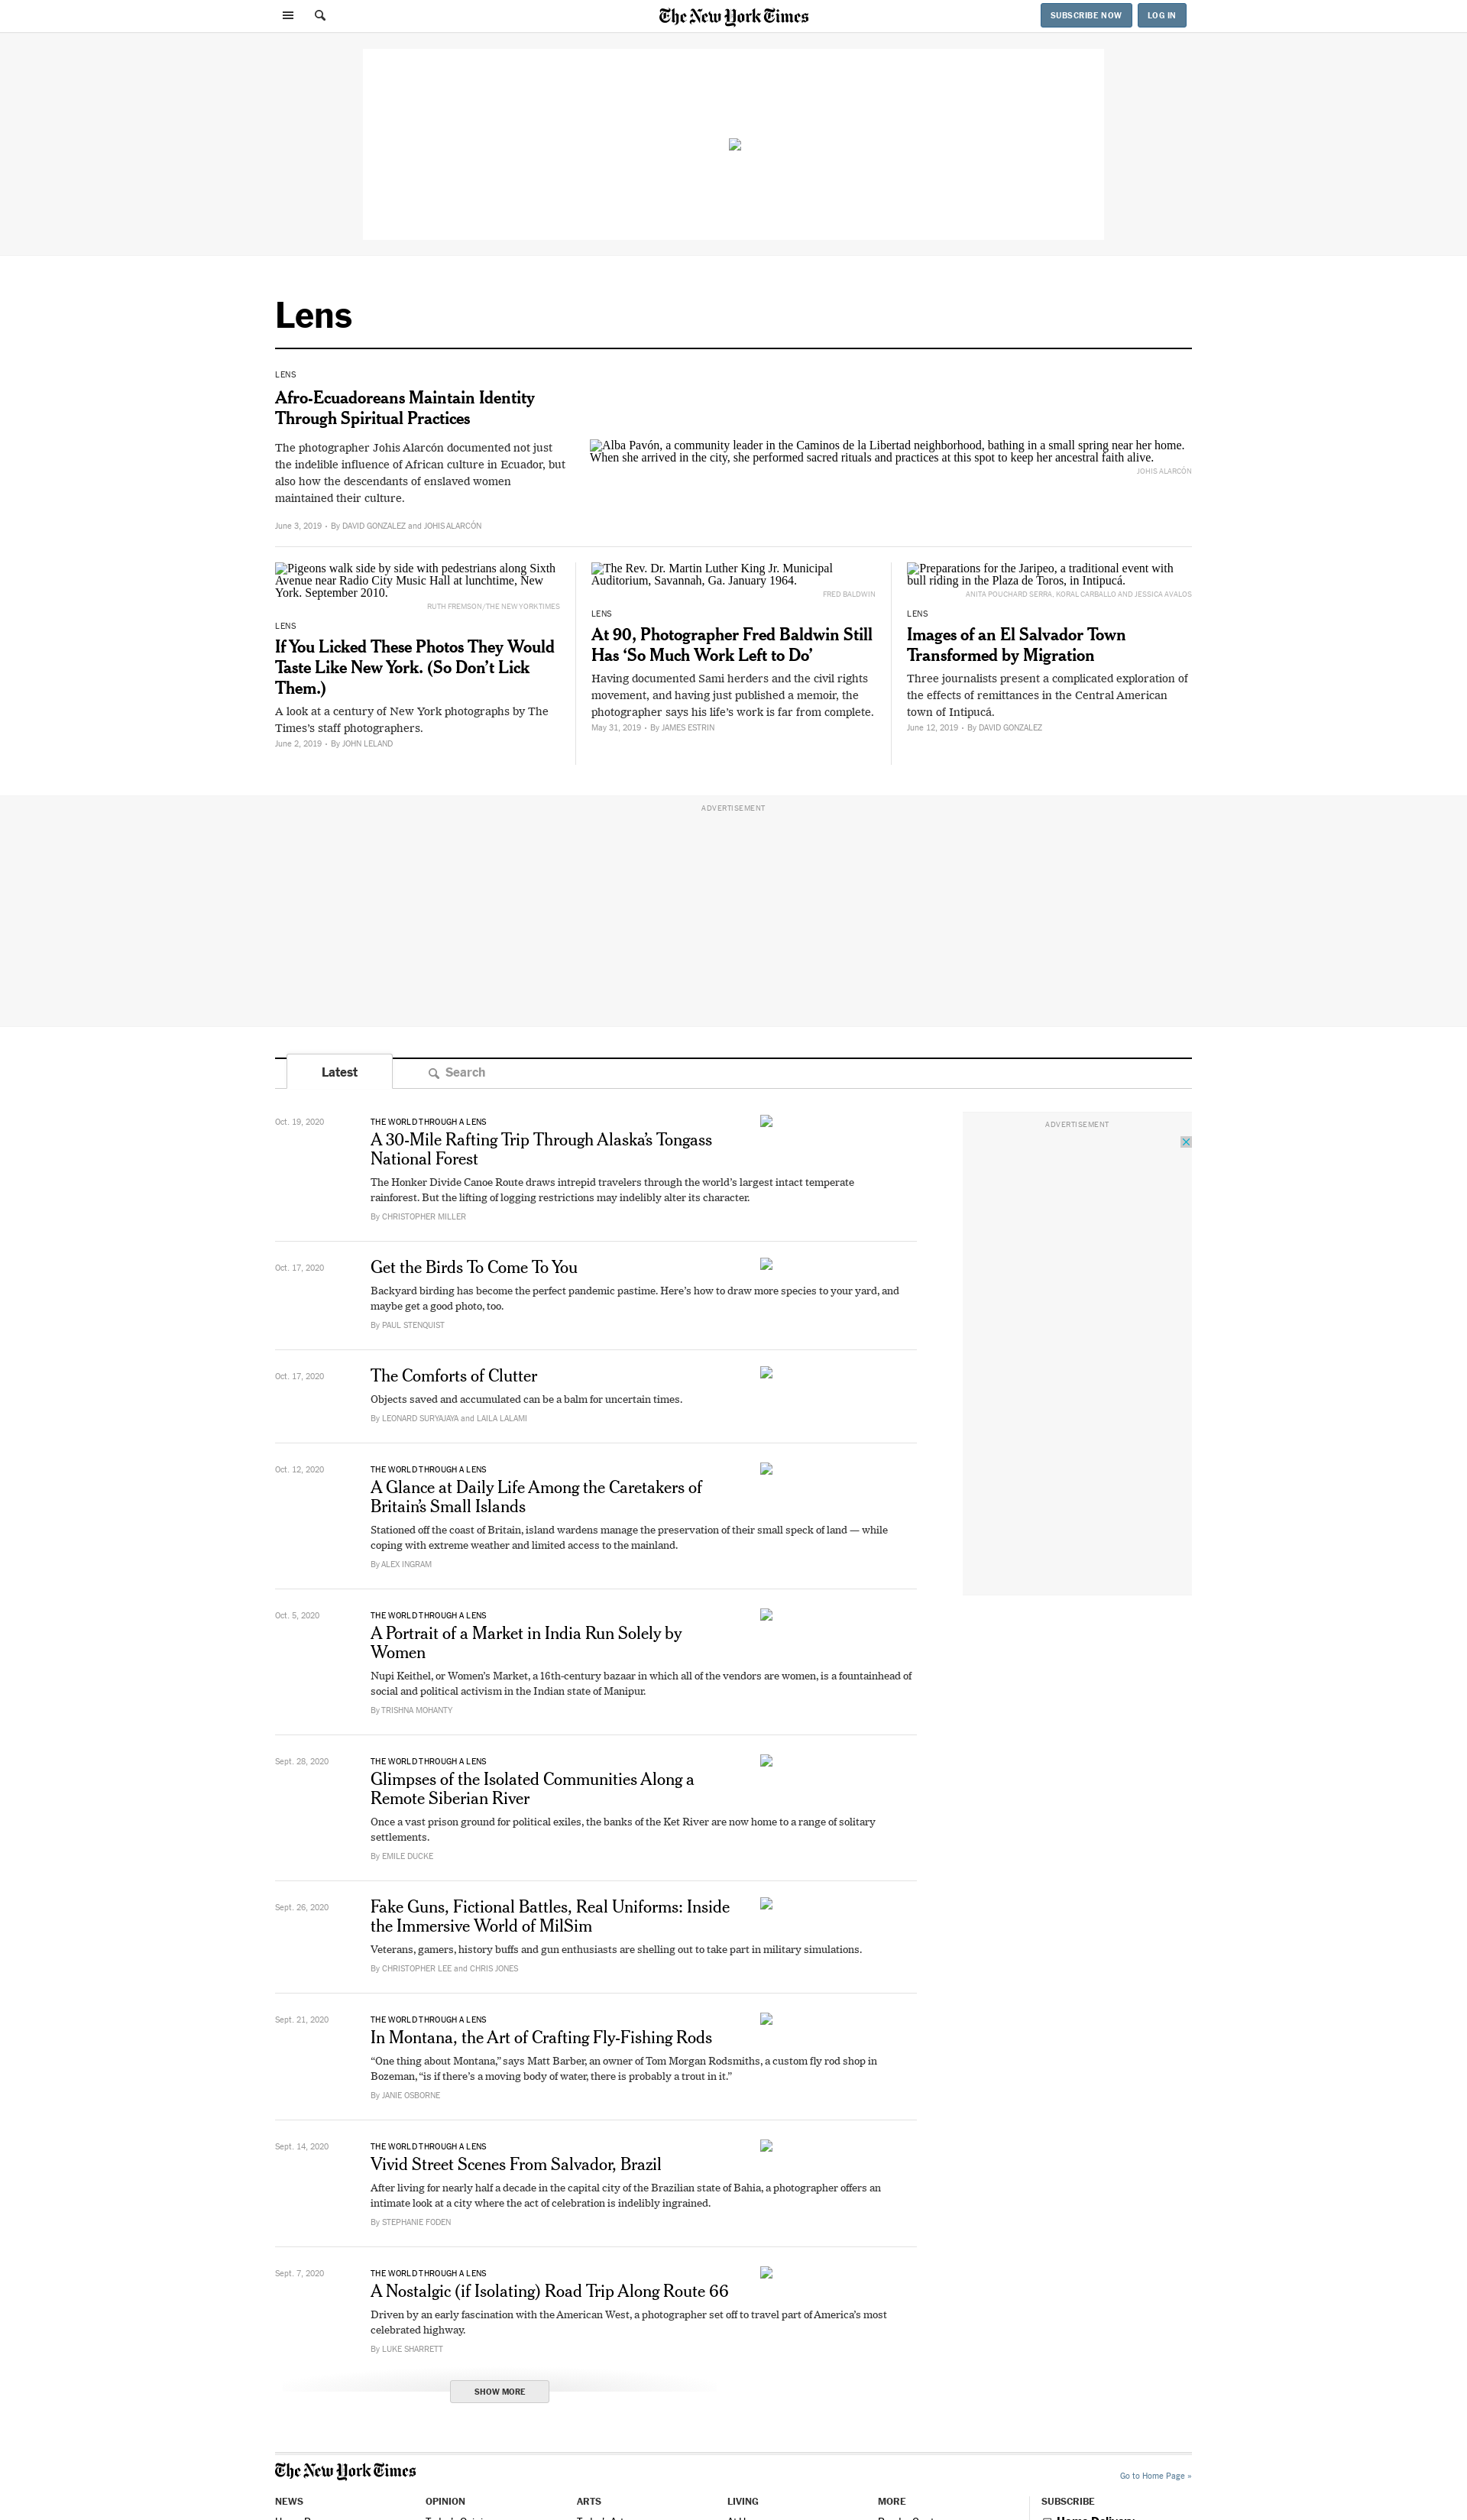 The New York Times
SUBSCRIBE NOW
LOG IN
Lens
LENS
Afro-Ecuadoreans Maintain Identity
Through Spiritual Practices
The photographer Johis Alarcón documented not just
the indelible influence of African culture in Ecuador, but
also how the descendants of enslaved women
maintained their culture.
June 3, 2019 • By DAVID GONZALEZ and JOHIS ALARCÓN
Alba Pavón, a community leader in the Caminos de la Libertad neighborhood, bathing in a small spring near her home.
When she arrived in the city, she performed sacred rituals and practices at this spot to keep her ancestral faith alive.
JOHIS ALARCÓN
Pigeons walk side by side with pedestrians along Sixth
Avenue near Radio City Music Hall at lunchtime, New
York. September 2010.
RUTH FREMSON/THE NEW YORK TIMES
LENS
If You Licked These Photos They Would
Taste Like New York. (So Don’t Lick
Them.)
A look at a century of New York photographs by The
Times’s staff photographers.
June 2, 2019 • By JOHN LELAND
The Rev. Dr. Martin Luther King Jr. Municipal
Auditorium, Savannah, Ga. January 1964.
FRED BALDWIN
LENS
At 90, Photographer Fred Baldwin Still
Has ‘So Much Work Left to Do’
Having documented Sami herders and the civil rights
movement, and having just published a memoir, the
photographer says his life’s work is far from complete.
May 31, 2019 • By JAMES ESTRIN
Preparations for the Jaripeo, a traditional event with
bull riding in the Plaza de Toros, in Intipucá.
ANITA POUCHARD SERRA, KORAL CARBALLO AND JESSICA AVALOS
LENS
Images of an El Salvador Town
Transformed by Migration
Three journalists present a complicated exploration of
the effects of remittances in the Central American
town of Intipucá.
June 12, 2019 • By DAVID GONZALEZ
ADVERTISEMENT
Latest
Search
Oct. 19, 2020
THE WORLD THROUGH A LENS
A 30-Mile Rafting Trip Through Alaska’s Tongass
National Forest
The Honker Divide Canoe Route draws intrepid travelers through the world’s largest intact temperate
rainforest. But the lifting of logging restrictions may indelibly alter its character.
By CHRISTOPHER MILLER
ADVERTISEMENT
Oct. 17, 2020
Get the Birds To Come To You
Backyard birding has become the perfect pandemic pastime. Here’s how to draw more species to your yard, and
maybe get a good photo, too.
By PAUL STENQUIST
Oct. 17, 2020
The Comforts of Clutter
Objects saved and accumulated can be a balm for uncertain times.
By LEONARD SURYAJAYA and LAILA LALAMI
Oct. 12, 2020
THE WORLD THROUGH A LENS
A Glance at Daily Life Among the Caretakers of
Britain’s Small Islands
Stationed off the coast of Britain, island wardens manage the preservation of their small speck of land — while
coping with extreme weather and limited access to the mainland.
By ALEX INGRAM
Oct. 5, 2020
THE WORLD THROUGH A LENS
A Portrait of a Market in India Run Solely by
Women
Nupi Keithel, or Women’s Market, a 16th-century bazaar in which all of the vendors are women, is a fountainhead of
social and political activism in the Indian state of Manipur.
By TRISHNA MOHANTY
Sept. 28, 2020
THE WORLD THROUGH A LENS
Glimpses of the Isolated Communities Along a
Remote Siberian River
Once a vast prison ground for political exiles, the banks of the Ket River are now home to a range of solitary
settlements.
By EMILE DUCKE
Sept. 26, 2020
Fake Guns, Fictional Battles, Real Uniforms: Inside
the Immersive World of MilSim
Veterans, gamers, history buffs and gun enthusiasts are shelling out to take part in military simulations.
By CHRISTOPHER LEE and CHRIS JONES
Sept. 21, 2020
THE WORLD THROUGH A LENS
In Montana, the Art of Crafting Fly-Fishing Rods
“One thing about Montana,” says Matt Barber, an owner of Tom Morgan Rodsmiths, a custom fly rod shop in
Bozeman, “is if there’s a moving body of water, there is probably a trout in it.”
By JANIE OSBORNE
Sept. 14, 2020
THE WORLD THROUGH A LENS
Vivid Street Scenes From Salvador, Brazil
After living for nearly half a decade in the capital city of the Brazilian state of Bahia, a photographer offers an
intimate look at a city where the act of celebration is indelibly ingrained.
By STEPHANIE FODEN
Sept. 7, 2020
THE WORLD THROUGH A LENS
A Nostalgic (if Isolating) Road Trip Along Route 66
Driven by an early fascination with the American West, a photographer set off to travel part of America’s most
celebrated highway.
By LUKE SHARRETT
SHOW MORE
The New York Times
Go to Home Page »
NEWS
OPINION
ARTS
LIVING
MORE
SUBSCRIBE